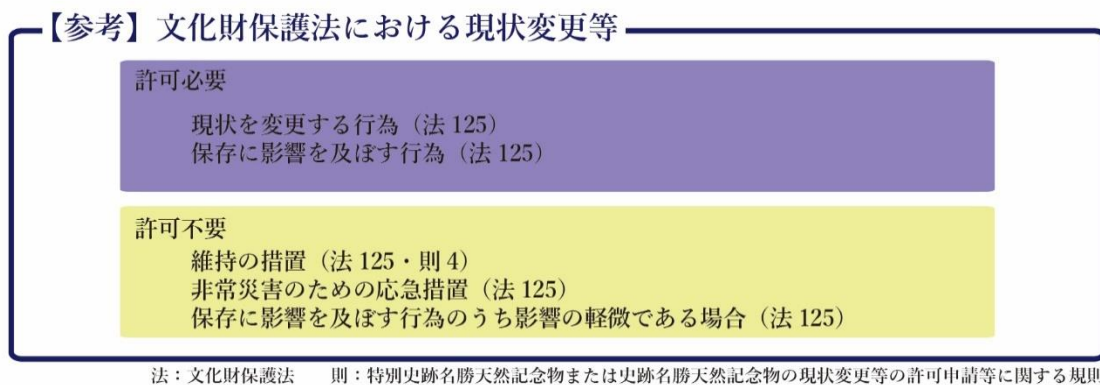 【参考】文化財保護法における現状変更等
許可必要
現状を変更する行為（法 125）
保存に影響を及ぼす行為（法 125）
許可不要
維持の措置（法 125・則 4）
非常災害のための応急措置（法 125）
保存に影響を及ぼす行為のうち影響の軽微である場合（法 125）
法：文化財保護法　　則：特別史跡名勝天然記念物または史跡名勝天然記念物の現状変更等の許可申請等に関する規則